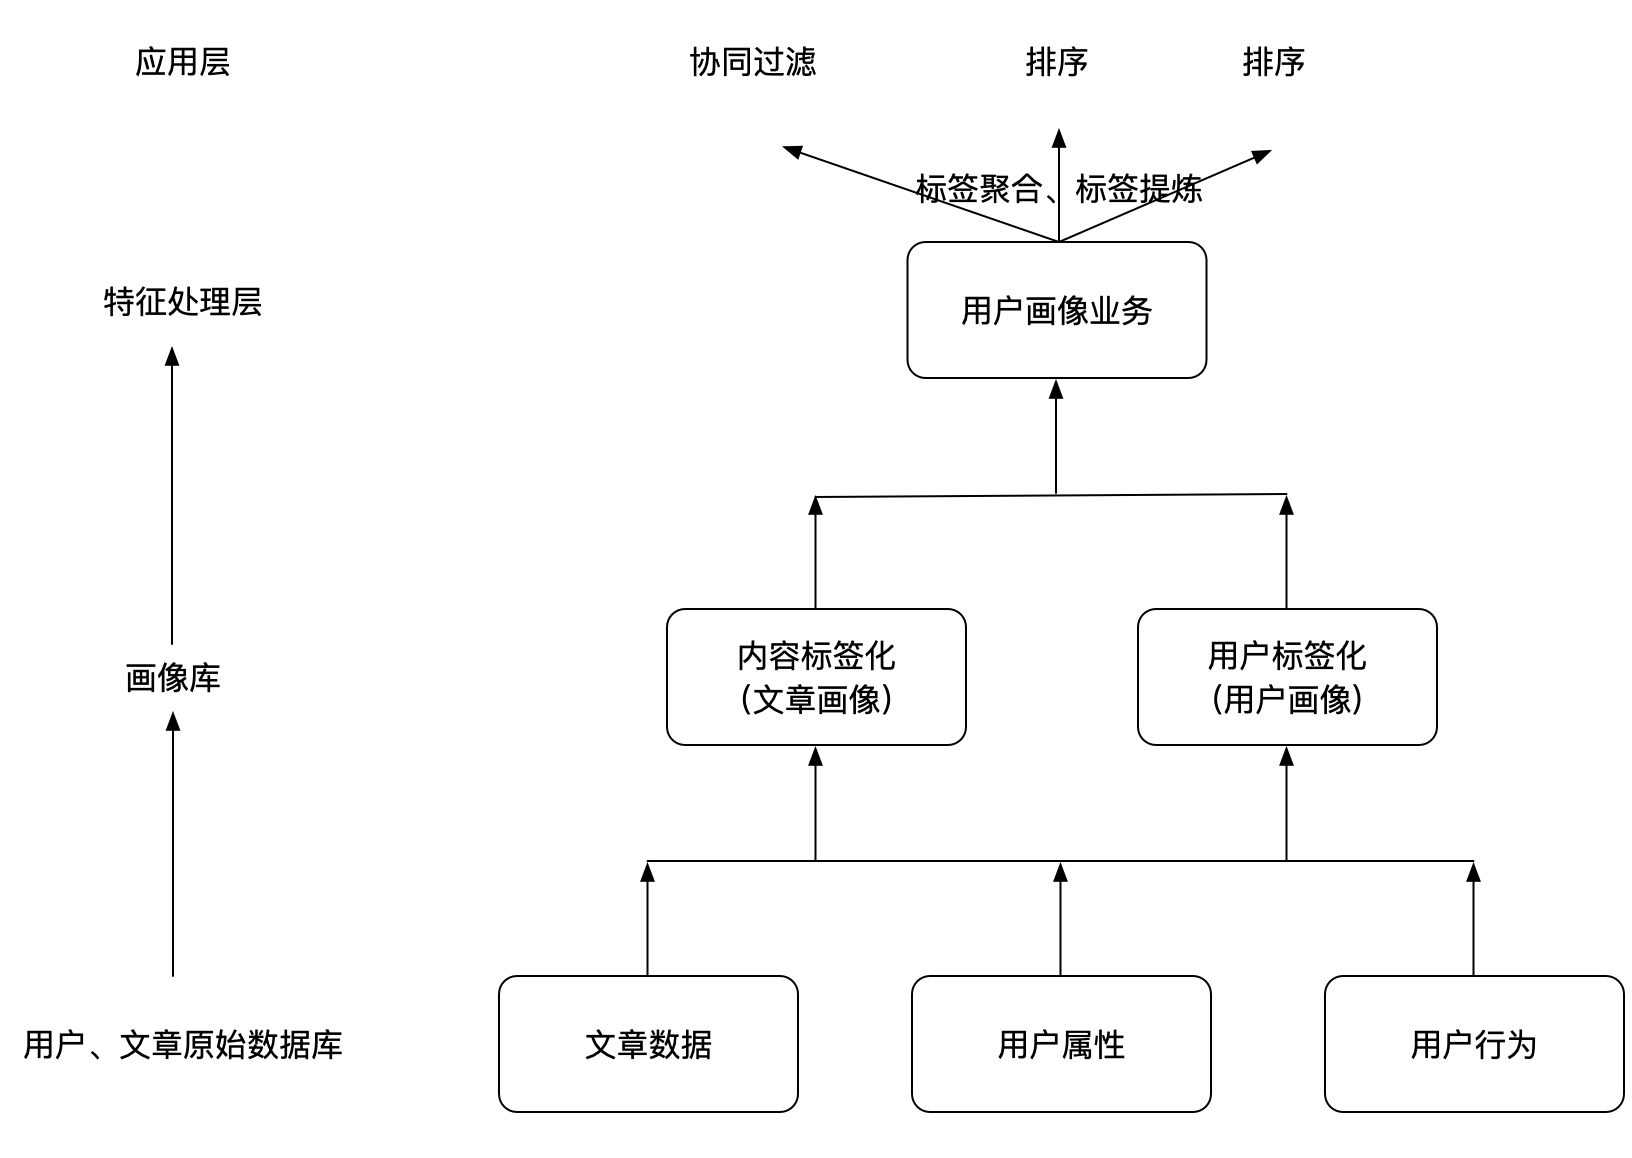 应用层
协同过滤
排序
排序
标签聚合、标签提炼
特征处理层
用户画像业务
画像库
内容标签化
(文章画像)
用户标签化
(用户画像)
用户、文章原始数据库
文章数据
用户属性
用户行为